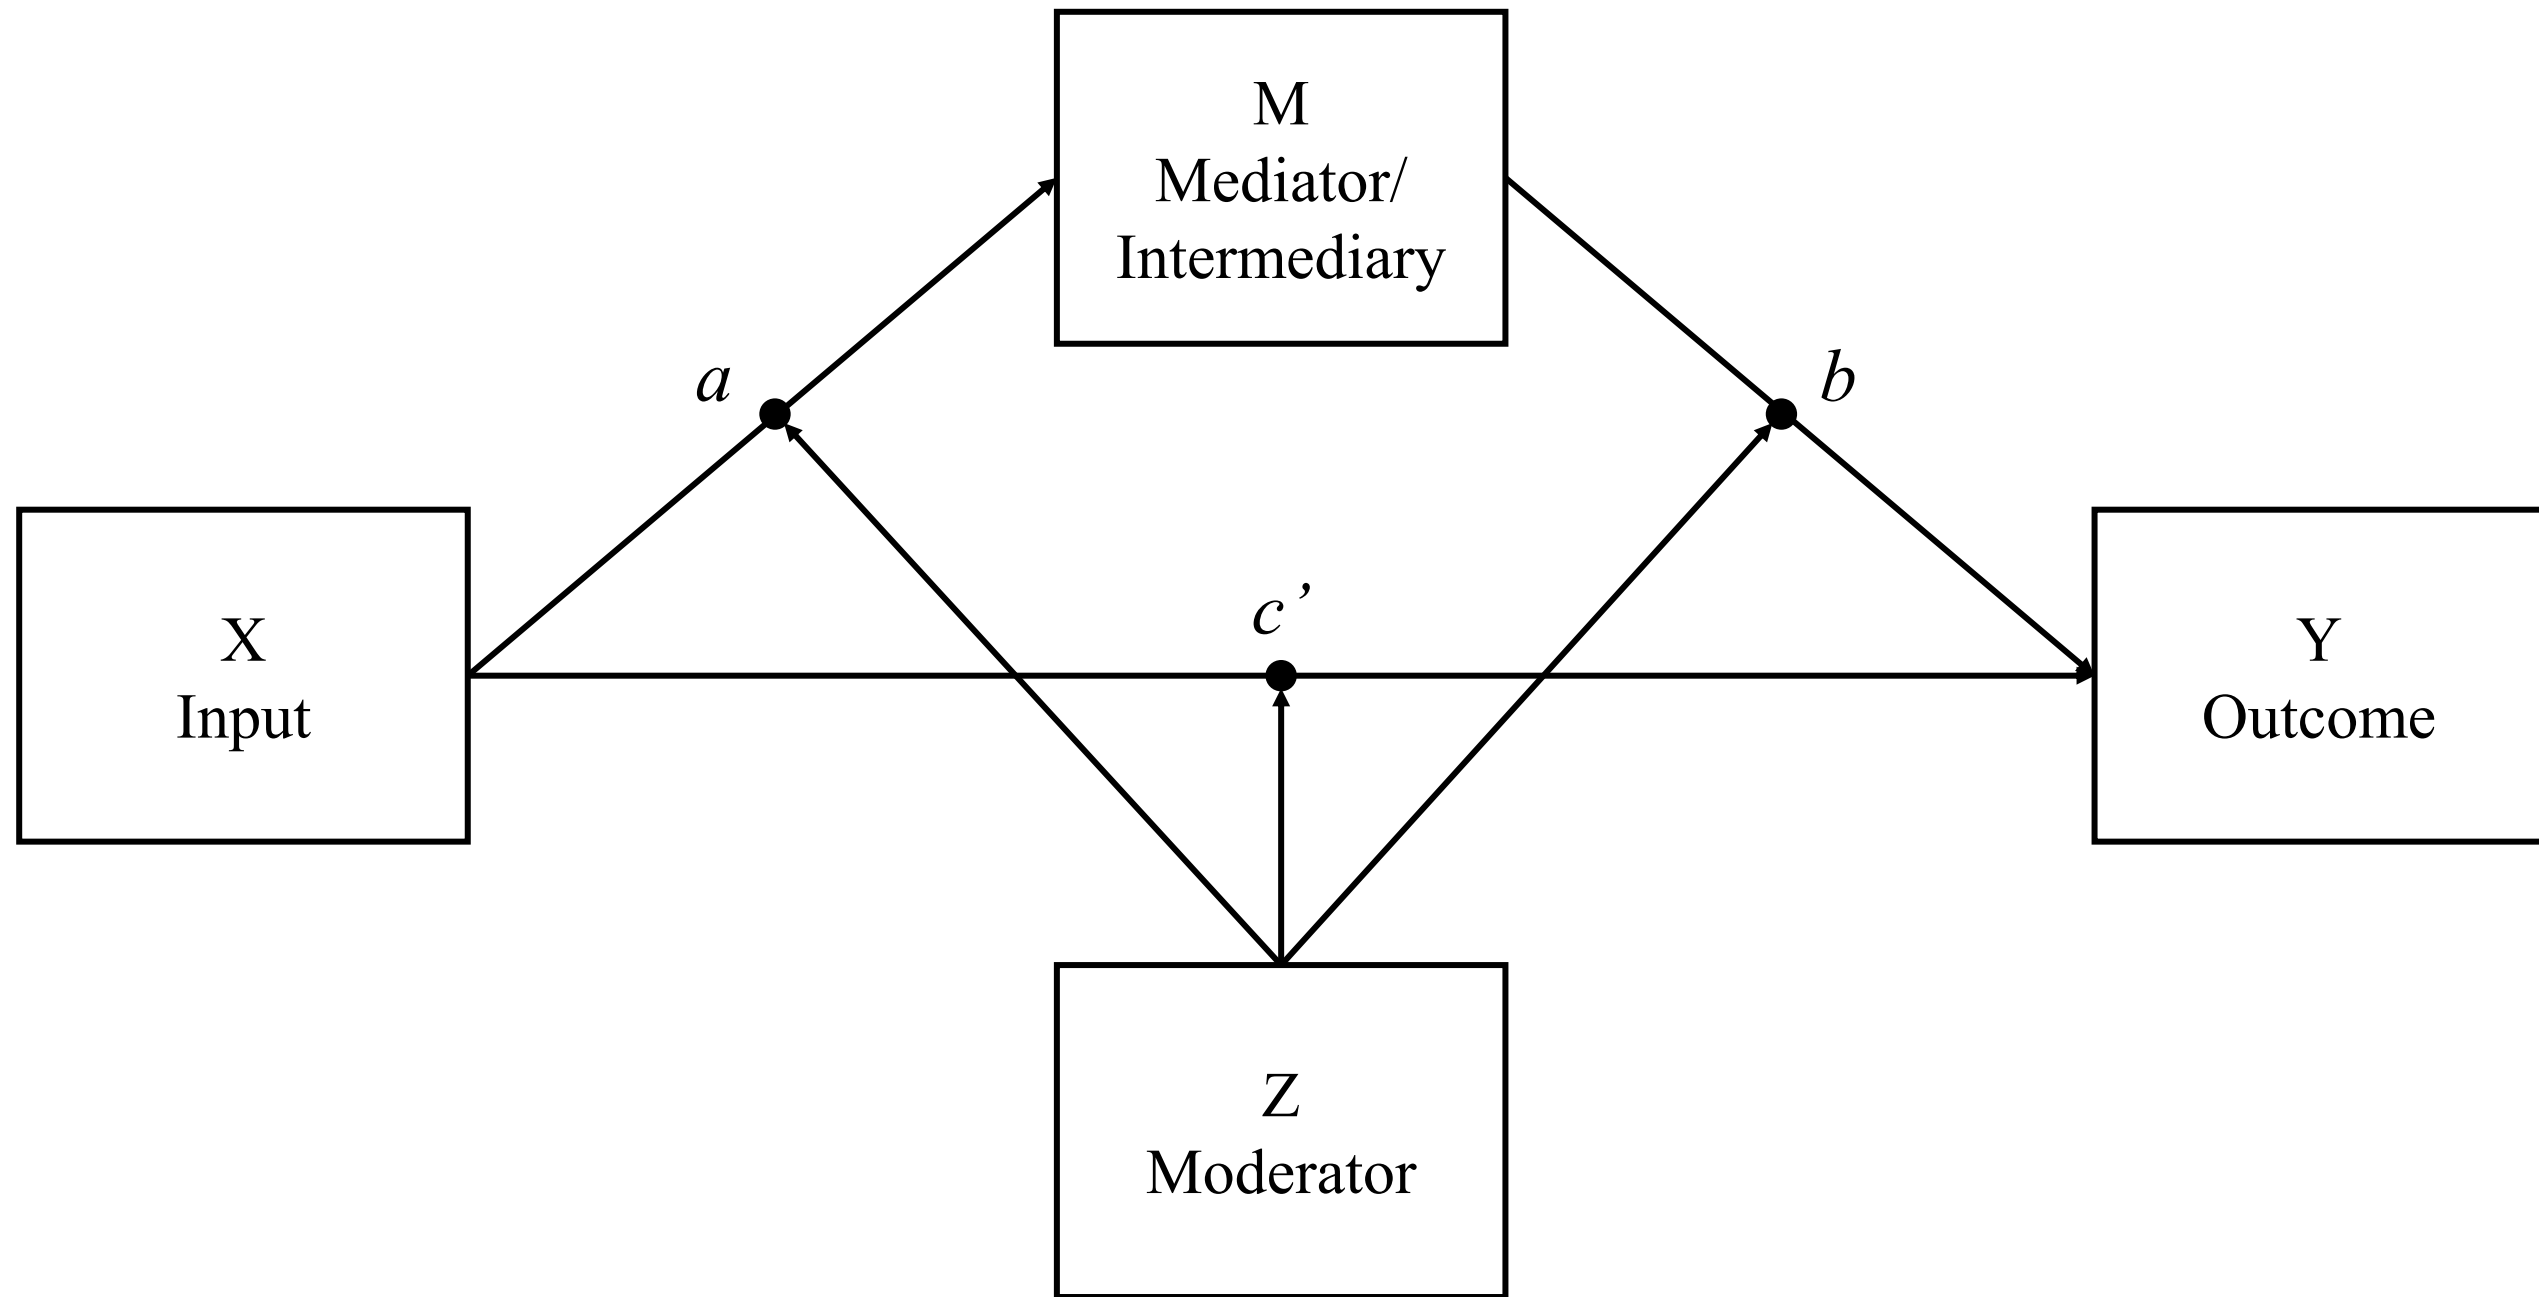 M
Mediator/
Intermediary
a
b
c’
X
Input
Y
Outcome
Z
Moderator